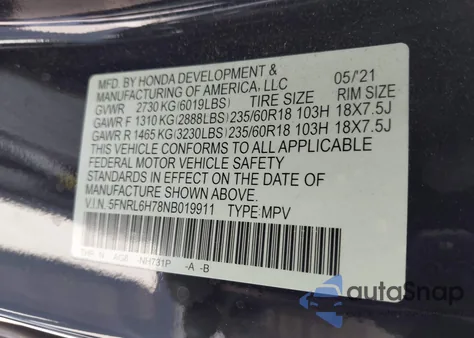 MFD. BY HONDA DEVELOPMENT & 05/'21
MANUFACTURING OF AMERICA, LLC
GVWR 2730 KG(6019LBS) TIRE SIZE RIM SIZE
GAWR F 1310 KG(2888LBS) 235/60R18 103H 18X7.5J
GAWR R 1465 KG(3230LBS) 235/60R18 103H 18X7.5J
THIS VEHICLE CONFORMS TO ALL APPLICABLE
FEDERAL MOTOR VEHICLE SAFETY
STANDARDS IN EFFECT ON THE DATE OF
MANUFACTURE SHOWN ABOVE.
V.I.N. 5FNRL6H78NB019911 TYPE:MPV
NH731P -A -B
autoSnap